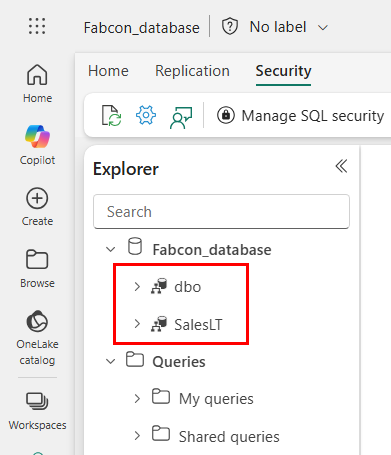 Fabcon_database
No label
Home
Replication
Security
Home
Manage SQL security
Copilot
Explorer
Create
Search
Fabcon_database
Browse
dbo
SalesLT
OneLake
catalog
Queries
My queries
Workspaces
Shared queries